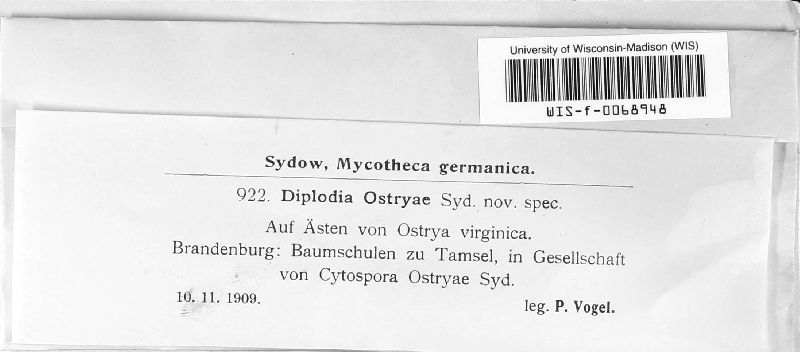 University of Wisconsin-Madison (WIS)
WIS-f-0068948
Sydow, Mycotheca germanica.
922. Diplodia Ostryae Syd. nov. spec.
Auf Ästen von Ostrya virginica.
Brandenburg: Baumschulen zu Tamsel, in Gesellschaft
von Cytospora Ostryae Syd.
10. 11. 1909.
leg. P. Vogel.